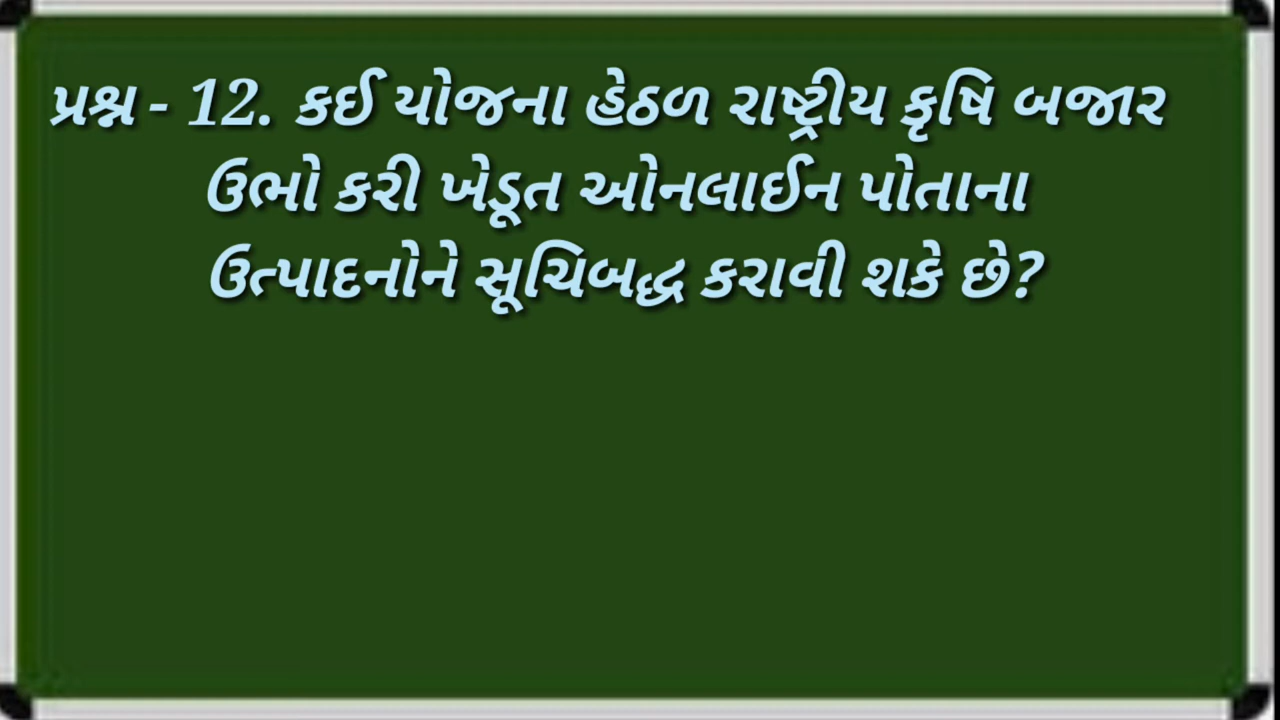 પ્રશ્ન - 12. કઈ યોજના હેઠળ રાષ્ટ્રીય કૃષિ બજાર
ઉભો કરી ખેડૂત ઓનલાઈન પોતાના
ઉત્પાદનોને સૂચિબદ્ધ કરાવી શકે છે?